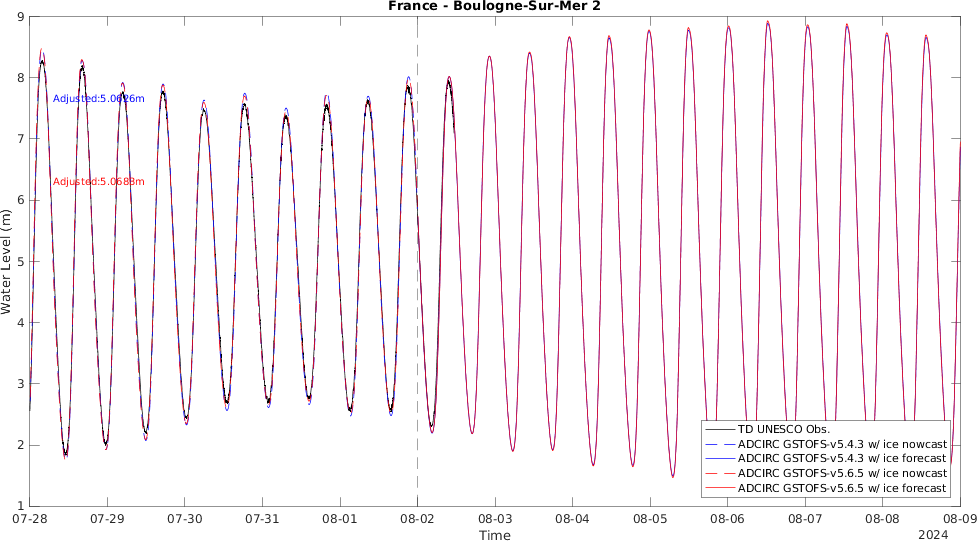 France - Boulogne-Sur-Mer 2
9
8
7
6
5
4
3
2
1
Water Level (m)
Adjusted:5.0626m
Adjusted:5.0683m
TD UNESCO Obs.
ADCIRC GSTOFS-v5.4.3 w/ ice nowcast
ADCIRC GSTOFS-v5.4.3 w/ ice forecast
ADCIRC GSTOFS-v5.6.5 w/ ice nowcast
ADCIRC GSTOFS-v5.6.5 w/ ice forecast
07-28 07-29 07-30 07-31 08-01 08-02 08-03 08-04 08-05 08-06 08-07 08-08 08-09
Time
2024